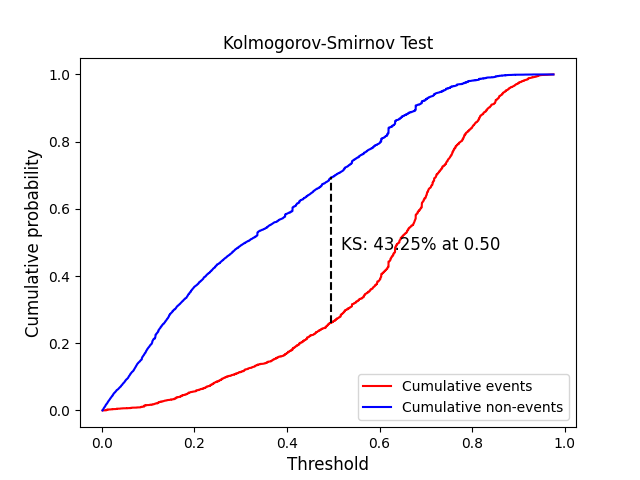 Kolmogorov-Smirnov Test
1.0
0.8
0.6
0.4
0.2
0.0
Cumulative probability
KS: 43.25% at 0.50
Cumulative events
Cumulative non-events
0.0 0.2 0.4 0.6 0.8 1.0
Threshold